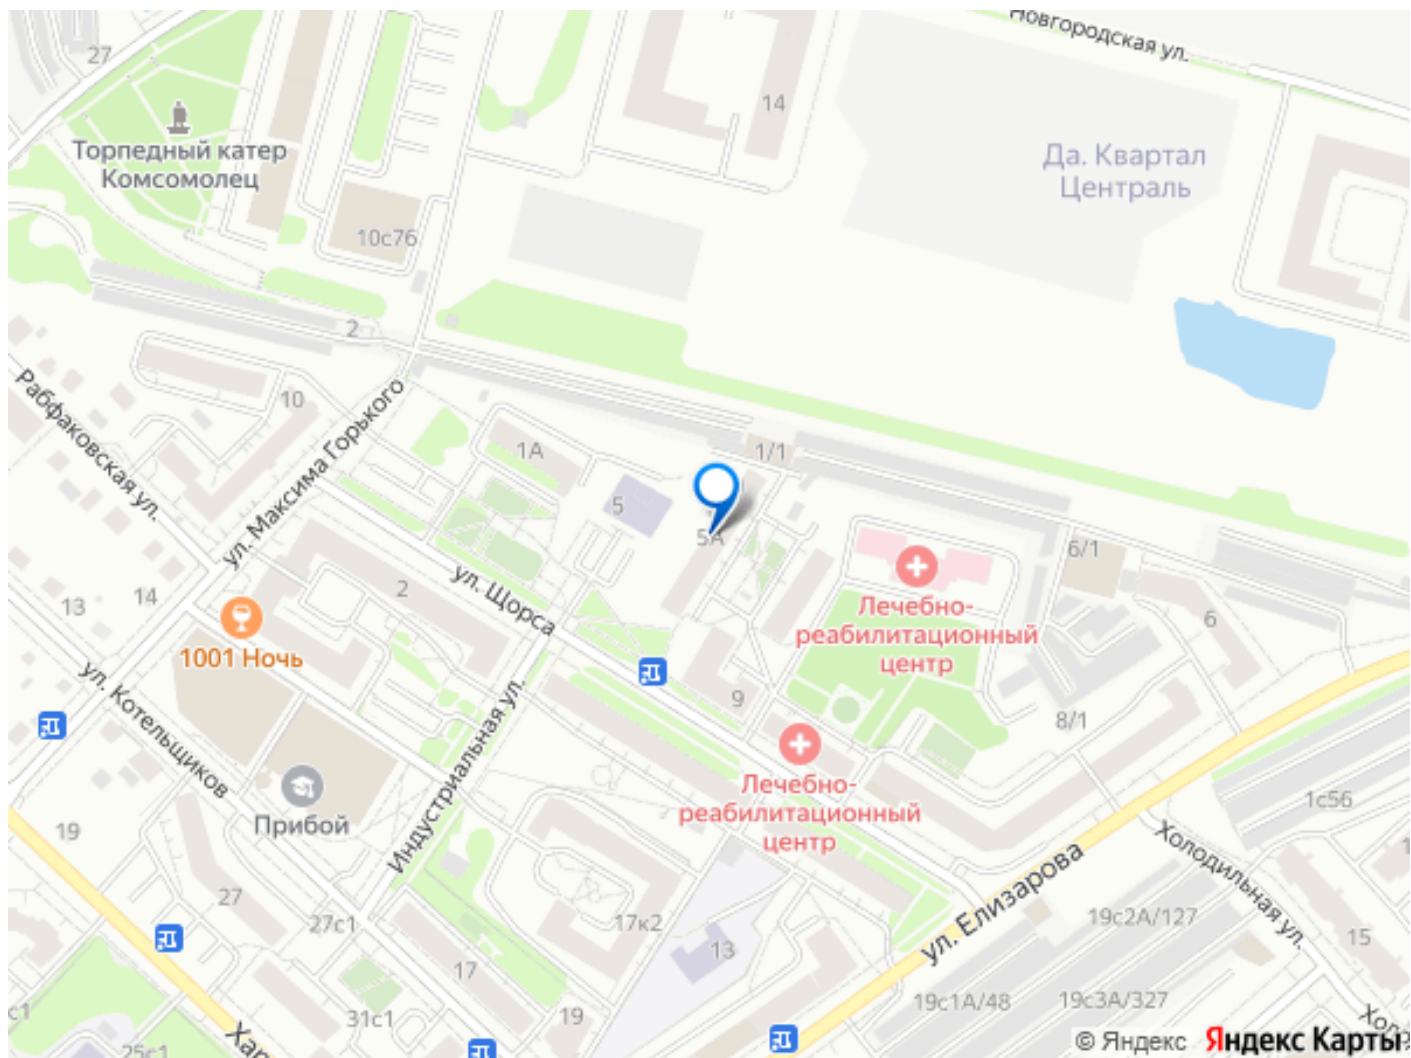 Новгородская ул.
27
14
Торпедный катер
Комсомолец
Да. Квартал
Централь
10с76
2
Рабфаковская ул.
10
ул. Максима Горького
1А
1/1
5
5А
6/1
ул. Щорса
2
14
13
Лечебно-
реабилитационный
центр
6
1001 Ночь
ул. Котельщиков
9
8/1
Индустриальная ул.
Лечебно-
реабилитационный
центр
1с56
19
Прибой
Холодильная ул.
ул. Елизарова
27
27с1
17к2
13
19с2А/127
15
17
19с1А/48
19с3А/327
31с1
19
25с1
© Яндекс
Яндекс Карты